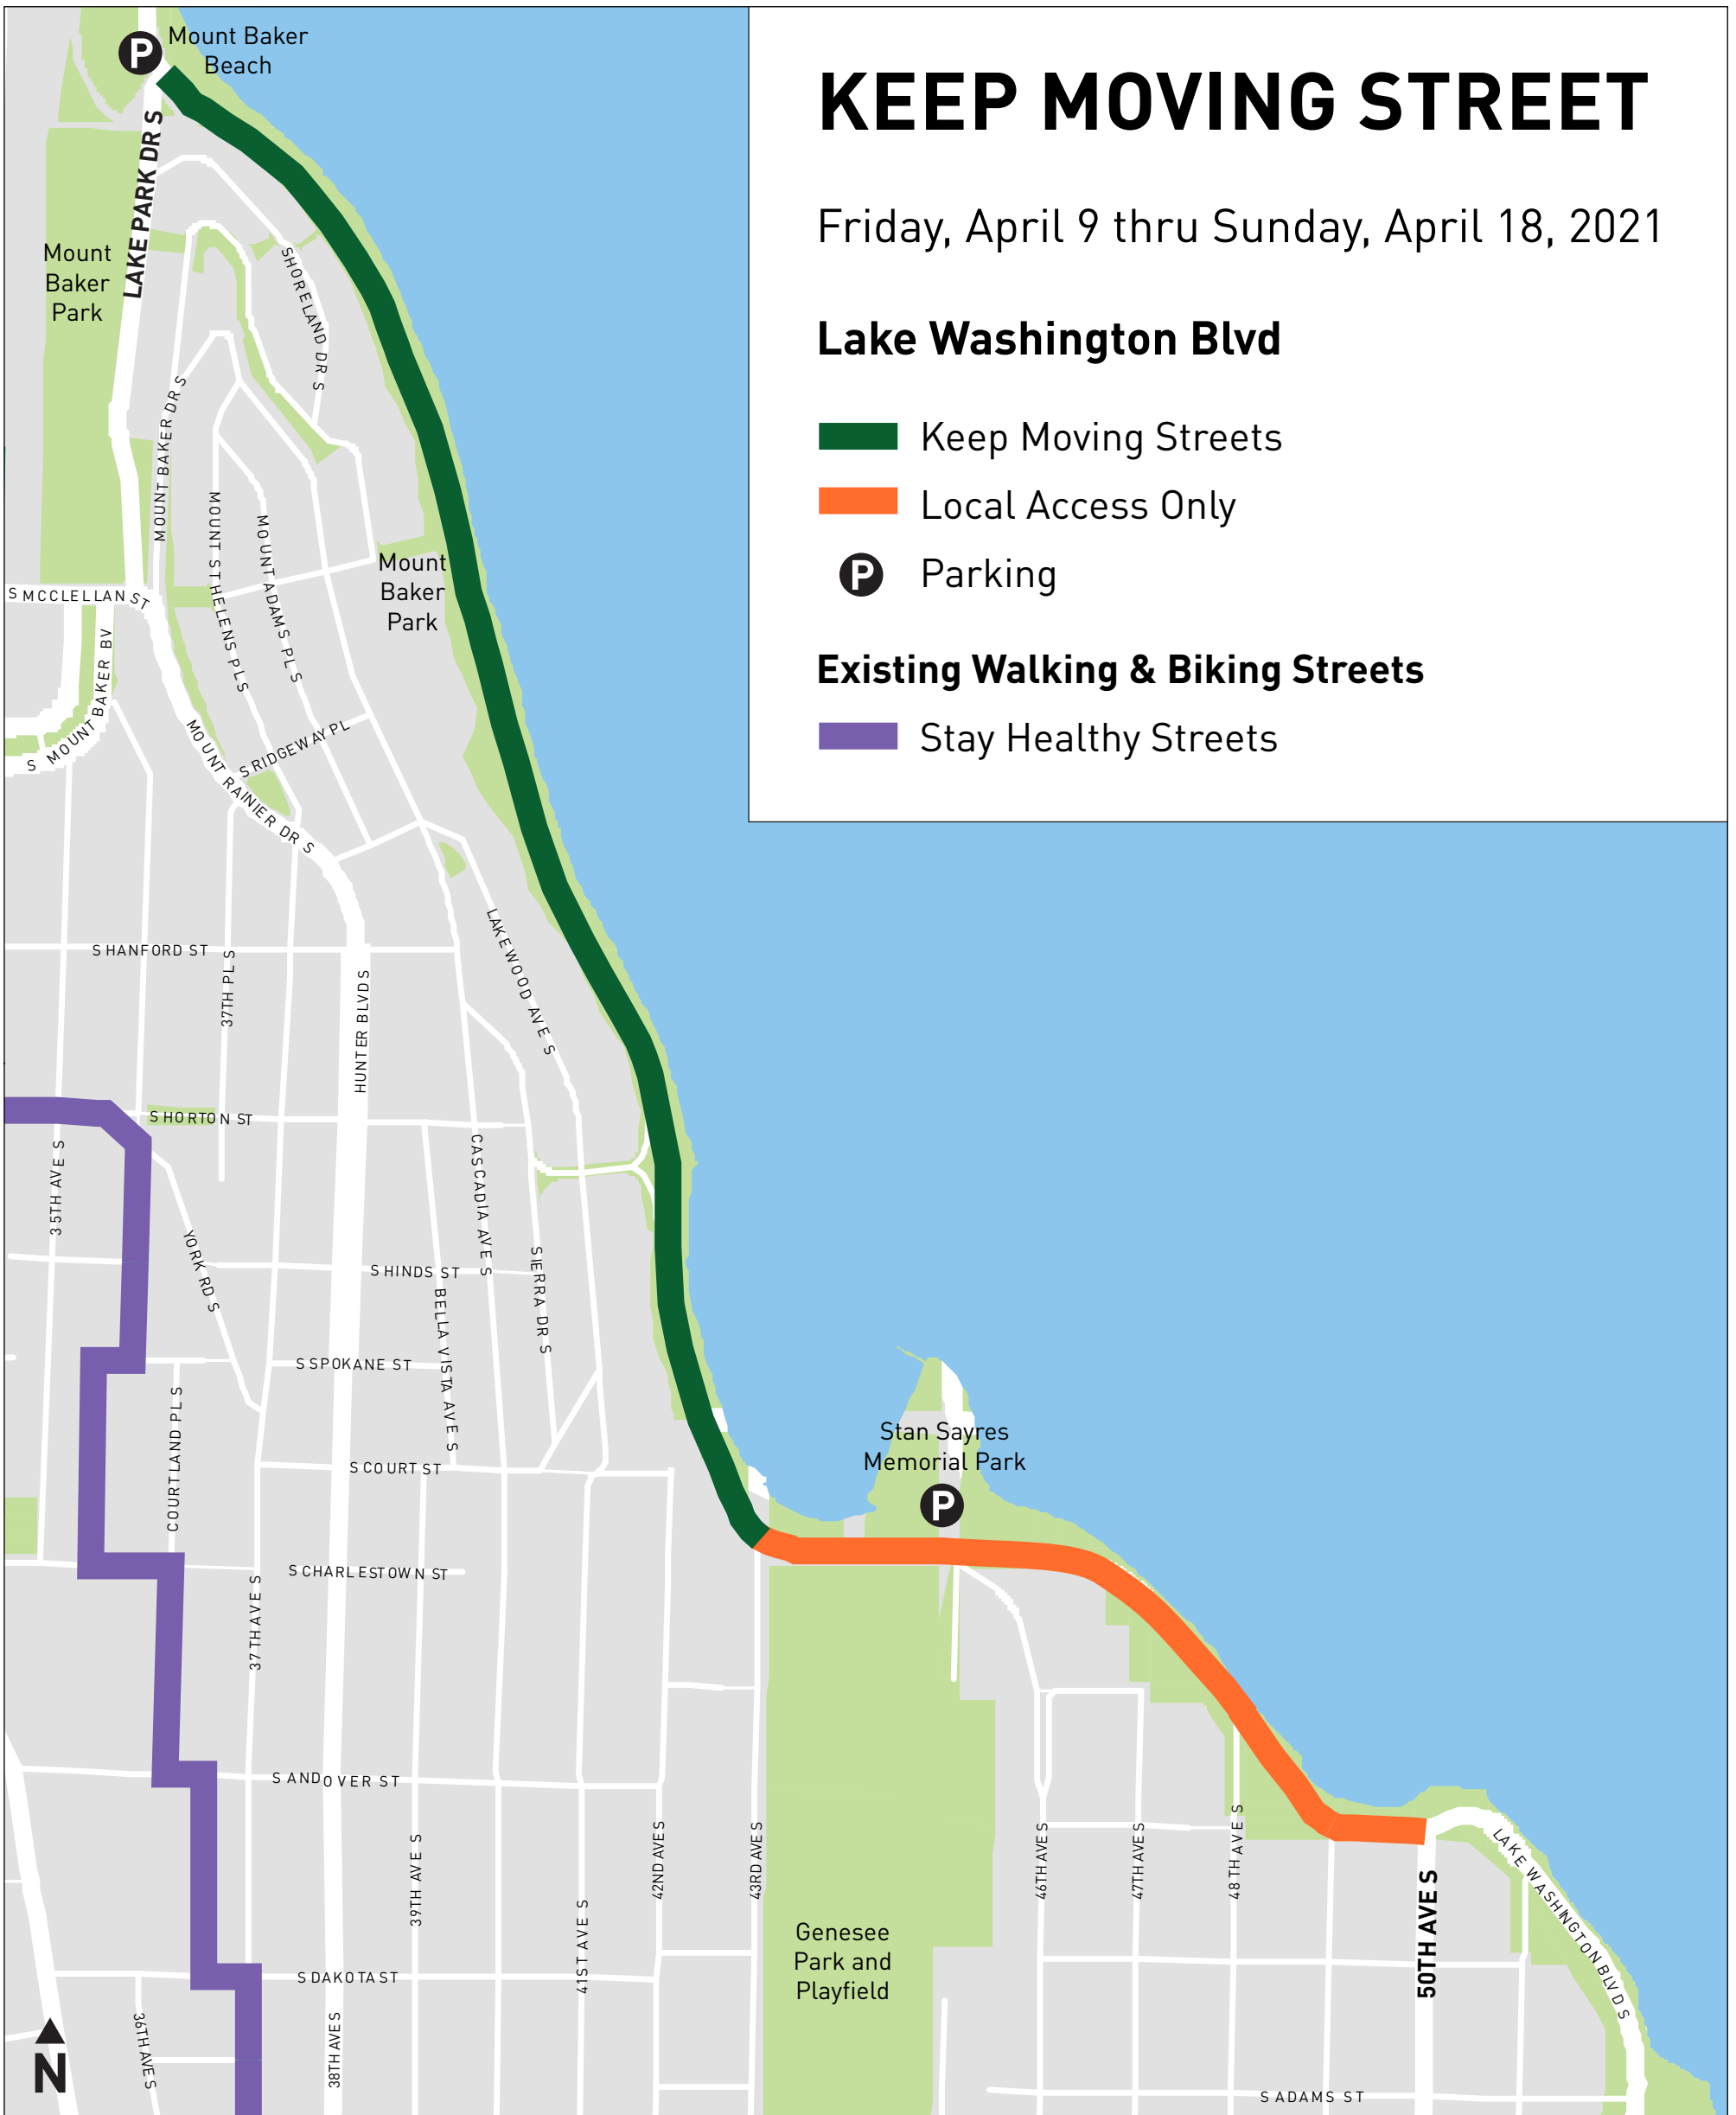 KEEP MOVING STREET
Friday, April 9 thru Sunday, April 18, 2021
Lake Washington Blvd
Keep Moving Streets
Local Access Only
P
Parking
Existing Walking & Biking Streets
Stay Healthy Streets
P
Mount Baker
Beach
LAKE PARK DR S
Mount
Baker
Park
SHORELAND DR S
MOUNT BAKER DR S
MOUNT ST HELENS PL S
MOUNT ADAMS PL S
Mount
Baker
Park
S MCCLELLAN ST
S MOUNT BAKER BV
MOUNT RAINIER DR S
S RIDGEWAY PL
LAKEWOOD AVE S
S HANFORD ST
37TH PL S
HUNTER BLVD S
S HORTON ST
35TH AVE S
CASCADIA AVE S
YORK RD S
S HINDS ST
SIERRA DR S
BELLA VISTA AVE S
S SPOKANE ST
COURTLAND PL S
S COURT ST
Stan Sayres
Memorial Park
P
S CHARLESTOWN ST
37TH AVE S
S ANDOVER ST
39TH AVE S
41ST AVE S
42ND AVE S
43RD AVE S
46TH AVE S
47TH AVE S
48TH AVE S
50TH AVE S
LAKE WASHINGTON BLVD S
Genesee
Park and
Playfield
S DAKOTA ST
36TH AVE S
38TH AVE S
S ADAMS ST
N